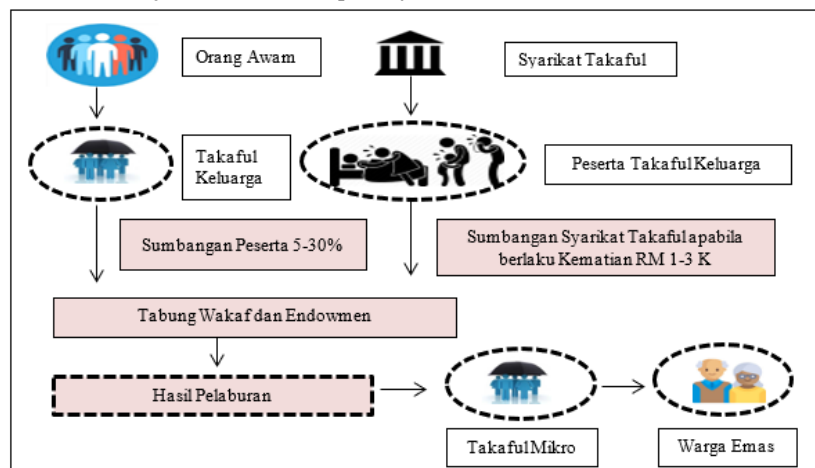 Orang Awam
Syarikat Takaful
Takaful
Keluarga
Peserta Takaful Keluarga
Sumbangan Peserta 5-30%
Sumbangan Syarikat Takaful apabila
berlaku Kematian RM 1-3 K
Tabung Wakaf dan Endowmen
Hasil Pelaburan
Takaful Mikro
Warga Emas